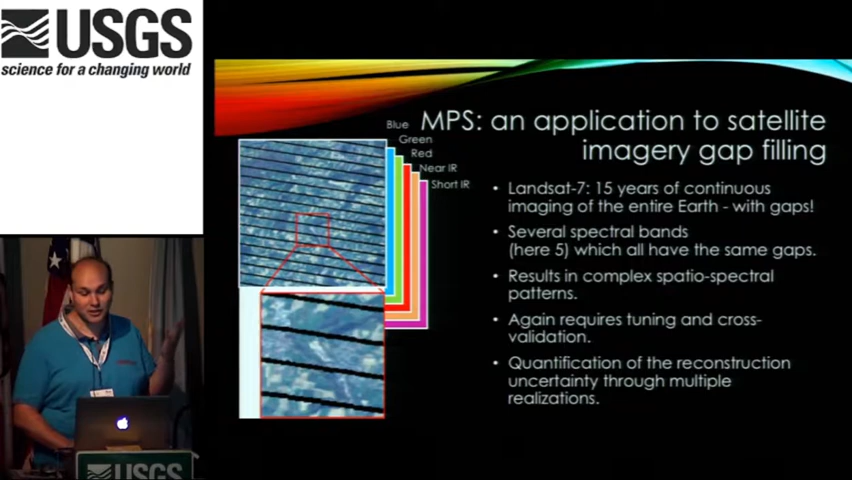 USGS
science for a changing world
MPS: an application to satellite
imagery gap filling
Blue
Green
Red
Near IR
Short IR
• Landsat-7: 15 years of continuous
imaging of the entire Earth - with gaps!
• Several spectral bands
(here 5) which all have the same gaps.
• Results in complex spatio-spectral
patterns.
• Again requires tuning and cross-
validation.
• Quantification of the reconstruction
uncertainty through multiple
realizations.
USGS